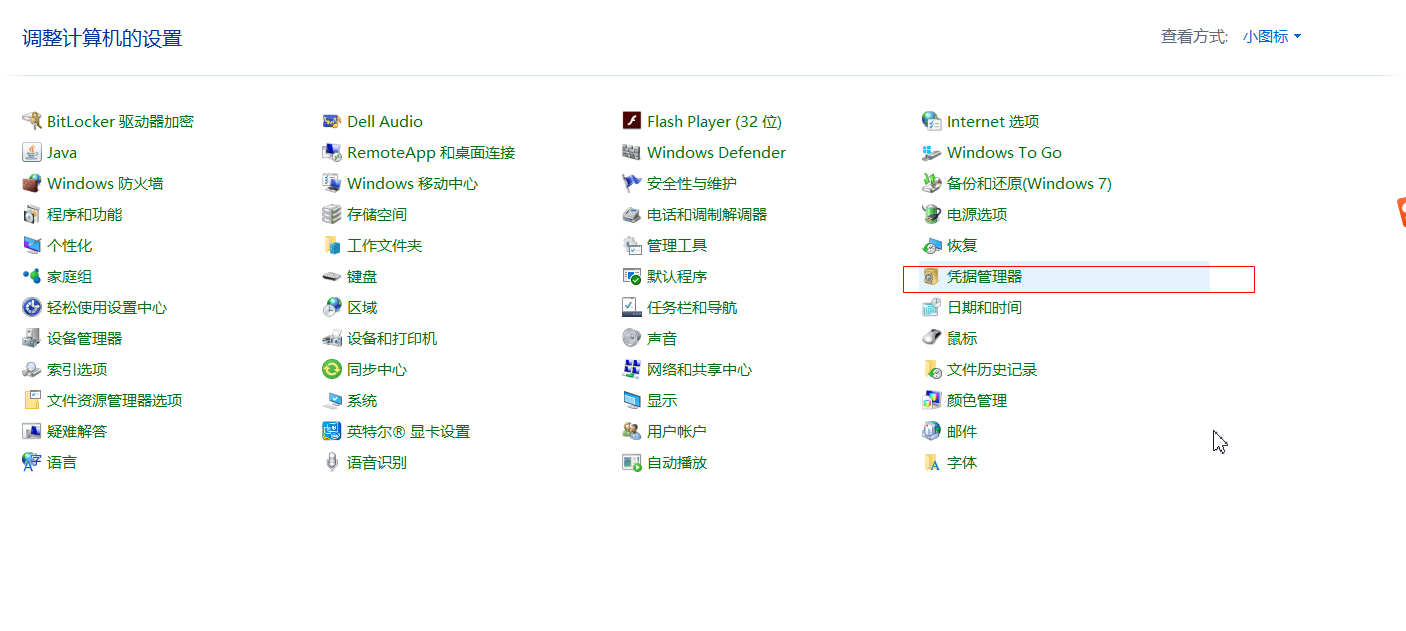 调整计算机的设置
查看方式: 小图标
BitLocker 驱动器加密 Dell Audio Flash Player (32 位) Internet 选项
Java RemoteApp 和桌面连接 Windows Defender Windows To Go
Windows 防火墙 Windows 移动中心 安全性与维护 备份和还原(Windows 7)
程序和功能 存储空间 电话和调制解调器 电源选项
个性化 工作文件夹 管理工具 恢复
家庭组 键盘 默认程序 凭据管理器
轻松使用设置中心 区域 任务栏和导航 日期和时间
设备管理器 设备和打印机 声音 鼠标
索引选项 同步中心 网络和共享中心 文件历史记录
文件资源管理器选项 系统 显示 颜色管理
疑难解答 英特尔® 显卡设置 用户帐户 邮件
语言 语音识别 自动播放 字体